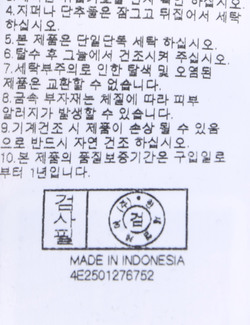 4.지퍼나 단추등은 잠그고 뒤집어서 세탁
하십시오.
5.본 제품은 단일단독 세탁 하십시오.
6.탈수 후 그늘에서 건조시켜 주십시오.
7.세탁부주의로 인한 탈색 및 오염된
제품은 교환할 수 없습니다.
8.금속 부자재는 체질에 따라 피부
알러지가 발생할 수 있습니다.
9.기계건조 시 제품이 손상 될 수 있음
으로 반드시 자연 건조 하십시오.
10.본 제품의 품질보증기간은 구입일로
부터 1년입니다.
검사필
검
MADE IN INDONESIA
4E2501276752